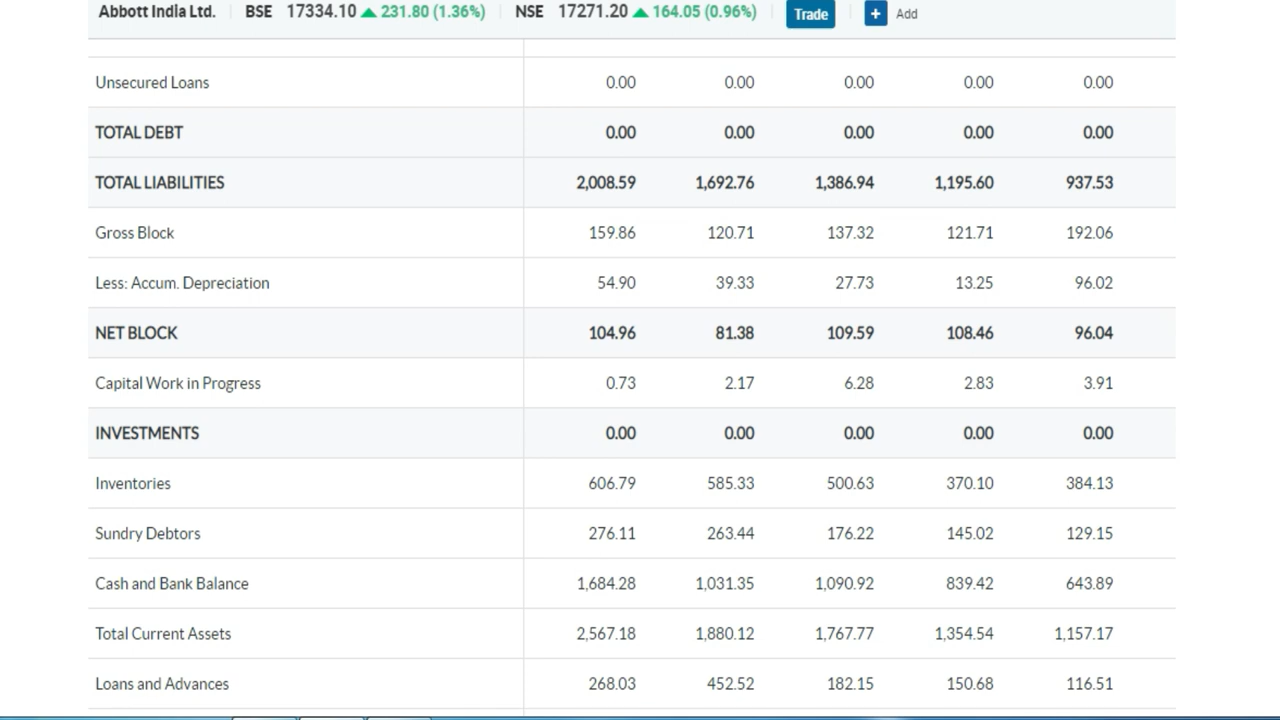 Abbott India Ltd. BSE 17334.10 231.80 (1.36%) NSE 17271.20 164.05 (0.96%) Trade + Add
Unsecured Loans 0.00 0.00 0.00 0.00 0.00
TOTAL DEBT 0.00 0.00 0.00 0.00 0.00
TOTAL LIABILITIES 2,008.59 1,692.76 1,386.94 1,195.60 937.53
Gross Block 159.86 120.71 137.32 121.71 192.06
Less: Accum. Depreciation 54.90 39.33 27.73 13.25 96.02
NET BLOCK 104.96 81.38 109.59 108.46 96.04
Capital Work in Progress 0.73 2.17 6.28 2.83 3.91
INVESTMENTS 0.00 0.00 0.00 0.00 0.00
Inventories 606.79 585.33 500.63 370.10 384.13
Sundry Debtors 276.11 263.44 176.22 145.02 129.15
Cash and Bank Balance 1,684.28 1,031.35 1,090.92 839.42 643.89
Total Current Assets 2,567.18 1,880.12 1,767.77 1,354.54 1,157.17
Loans and Advances 268.03 452.52 182.15 150.68 116.51